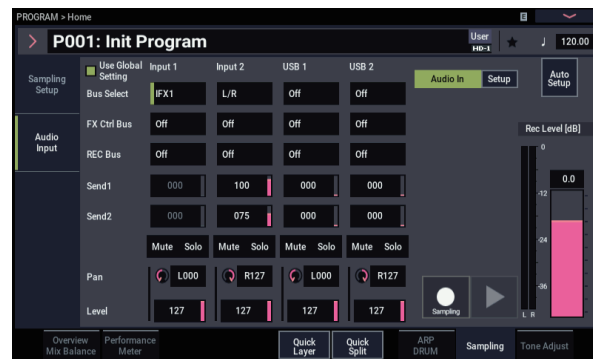 PROGRAM > Home
E
P001: Init Program
User
HD-1
♩ 120.00
Sampling
Setup
Audio
Input
Use Global
Setting
Input 1 Input 2 USB 1 USB 2
Bus Select IFX1 L/R Off Off
FX Ctrl Bus Off Off Off Off
REC Bus Off Off Off Off
Send1 000 100 000 000
Send2 000 075 000 000
Mute Solo Mute Solo Mute Solo Mute Solo
Pan L000 R127 L000 R127
Level 127 127 127 127
Audio In Setup
Auto
Setup
Rec Level [dB]
0
0.0
-12
-24
-36
L R
Sampling
Overview
Mix Balance
Performance
Meter
Quick
Layer
Quick
Split
ARP
DRUM
Sampling
Tone Adjust